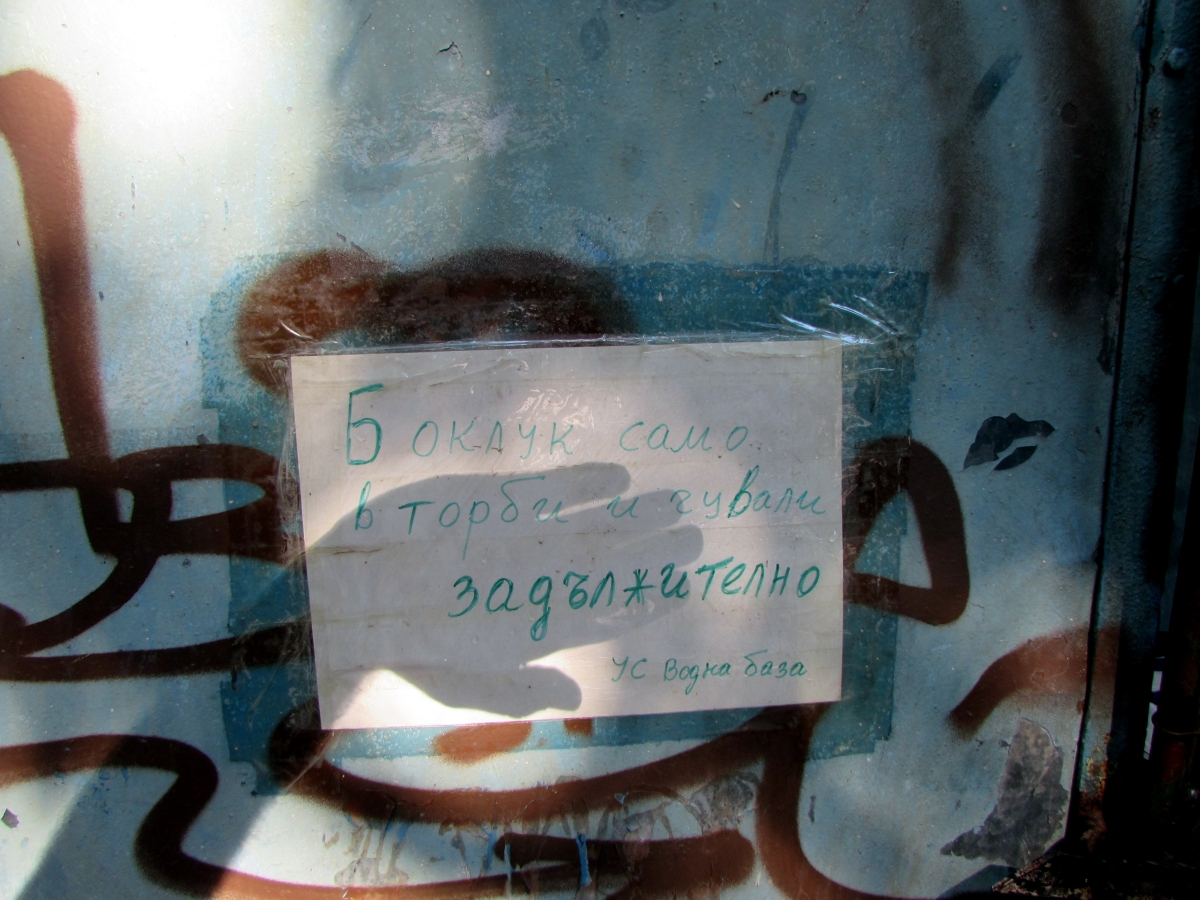 Боклук само
в торби и чували
задължително
УС Водна база